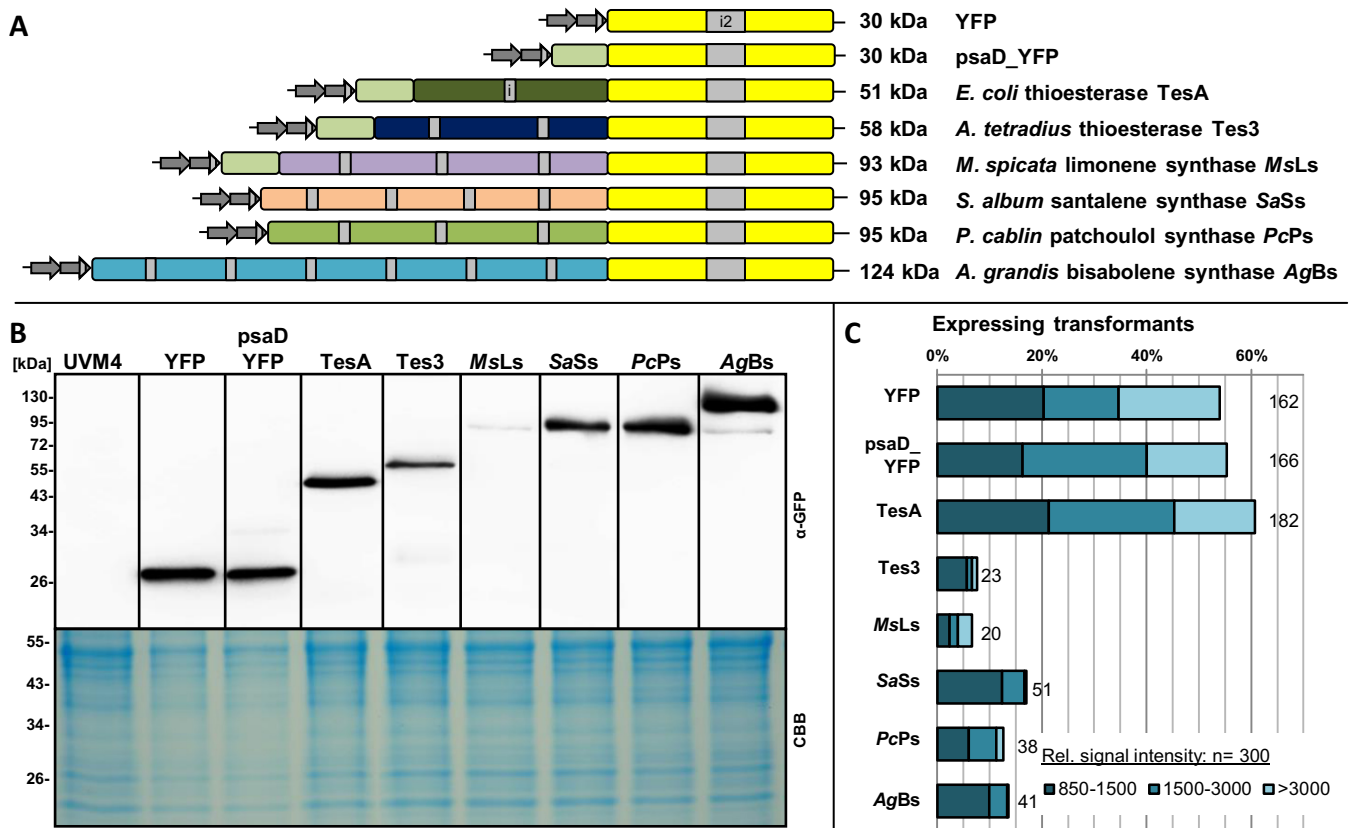 A
i2
30 kDa YFP
30 kDa psaD_YFP
i
51 kDa E. coli thioesterase TesA
58 kDa A. tetradius thioesterase Tes3
93 kDa M. spicata limonene synthase MsLs
95 kDa S. album santalene synthase SaSs
95 kDa P. cablin patchoulol synthase PcPs
124 kDa A. grandis bisabolene synthase AgBs
B
psaD
[kDa] UVM4 YFP YFP TesA Tes3 MsLs SaSs PcPs AgBs
130-
95-
72-
55-
43-
34-
26-
α-GFP
55-
43-
34-
26-
CBB
C
Expressing transformants
0% 20% 40% 60%
YFP 162
psaD_
YFP 166
TesA 182
Tes3 23
MsLs 20
SaSs 51
PcPs 38
AgBs 41
Rel. signal intensity: n= 300
850-1500 1500-3000 >3000